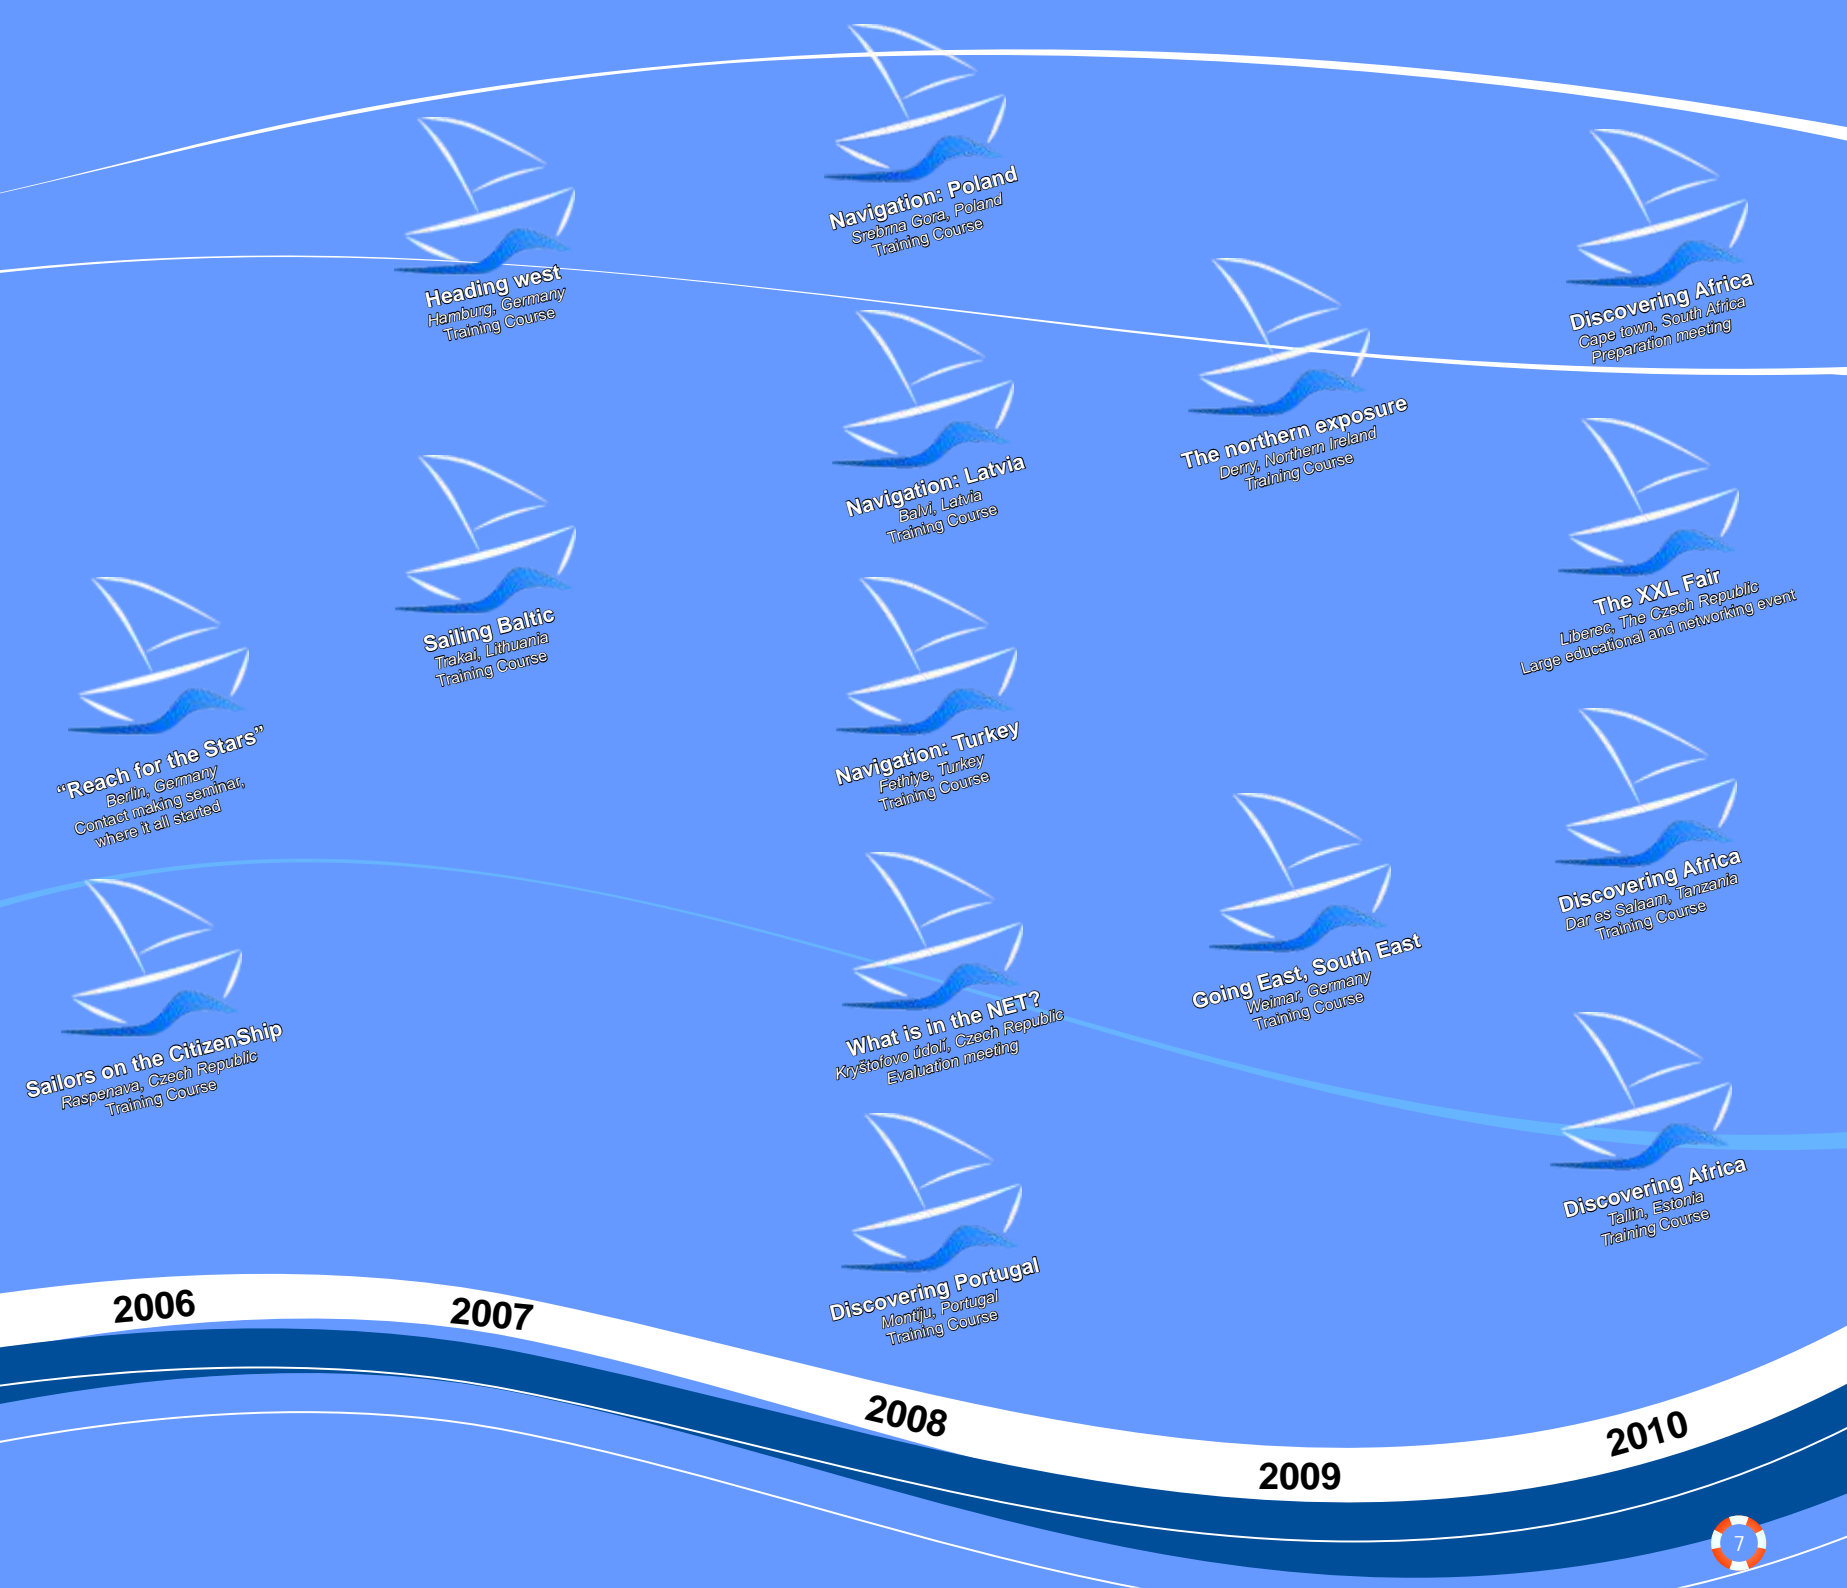 “Reach for the Stars”
Berlin, Germany
Contact making seminar,
where it all started
Sailors on the CitizenShip
Raspenava, Czech Republic
Training Course
Heading west
Hamburg, Germany
Training Course
Sailing Baltic
Trakai, Lithuania
Training Course
Navigation: Poland
Srebrna Gora, Poland
Training Course
Navigation: Latvia
Balvi, Latvia
Training Course
Navigation: Turkey
Fethiye, Turkey
Training Course
What is in the NET?
Kryštofovo údolí, Czech Republic
Evaluation meeting
Discovering Portugal
Montiju, Portugal
Training Course
The northern exposure
Derry, Northern Ireland
Training Course
Going East, South East
Weimar, Germany
Training Course
Discovering Africa
Cape town, South Africa
Preparation meeting
The XXL Fair
Liberec, The Czech Republic
Large educational and networking event
Discovering Africa
Dar es Salaam, Tanzania
Training Course
Discovering Africa
Tallin, Estonia
Training Course
2006
2007
2008
2009
2010
7